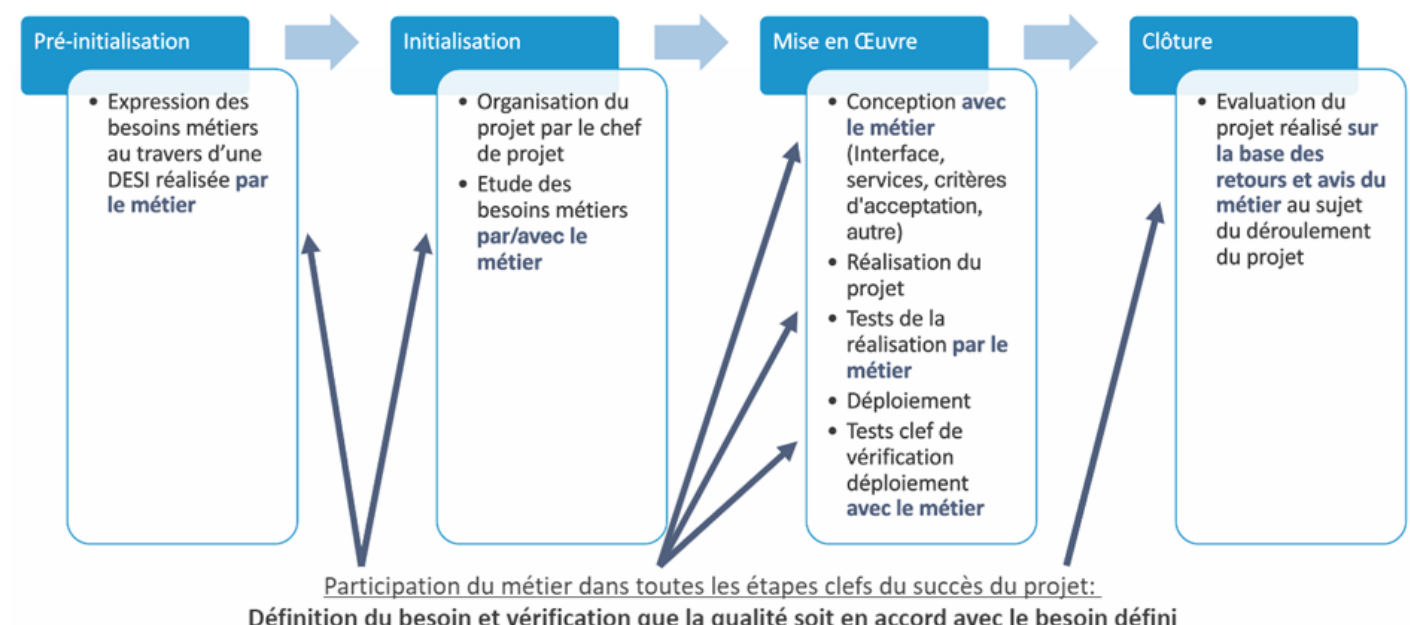 Pré-initialisation
• Expression des
besoins métiers
au travers d’une
DESI réalisée par
le métier
Initialisation
• Organisation du
projet par le chef
de projet
• Etude des
besoins métiers
par/avec le
métier
Mise en Œuvre
• Conception avec
le métier
(Interface,
services, critères
d'acceptation,
autre)
• Réalisation du
projet
• Tests de la
réalisation par le
métier
• Déploiement
• Tests clef de
vérification
déploiement
avec le métier
Clôture
• Evaluation du
projet réalisé sur
la base des
retours et avis du
métier au sujet
du déroulement
du projet
Participation du métier dans toutes les étapes clefs du succès du projet:
Définition du besoin et vérification que la qualité soit en accord avec le besoin défini